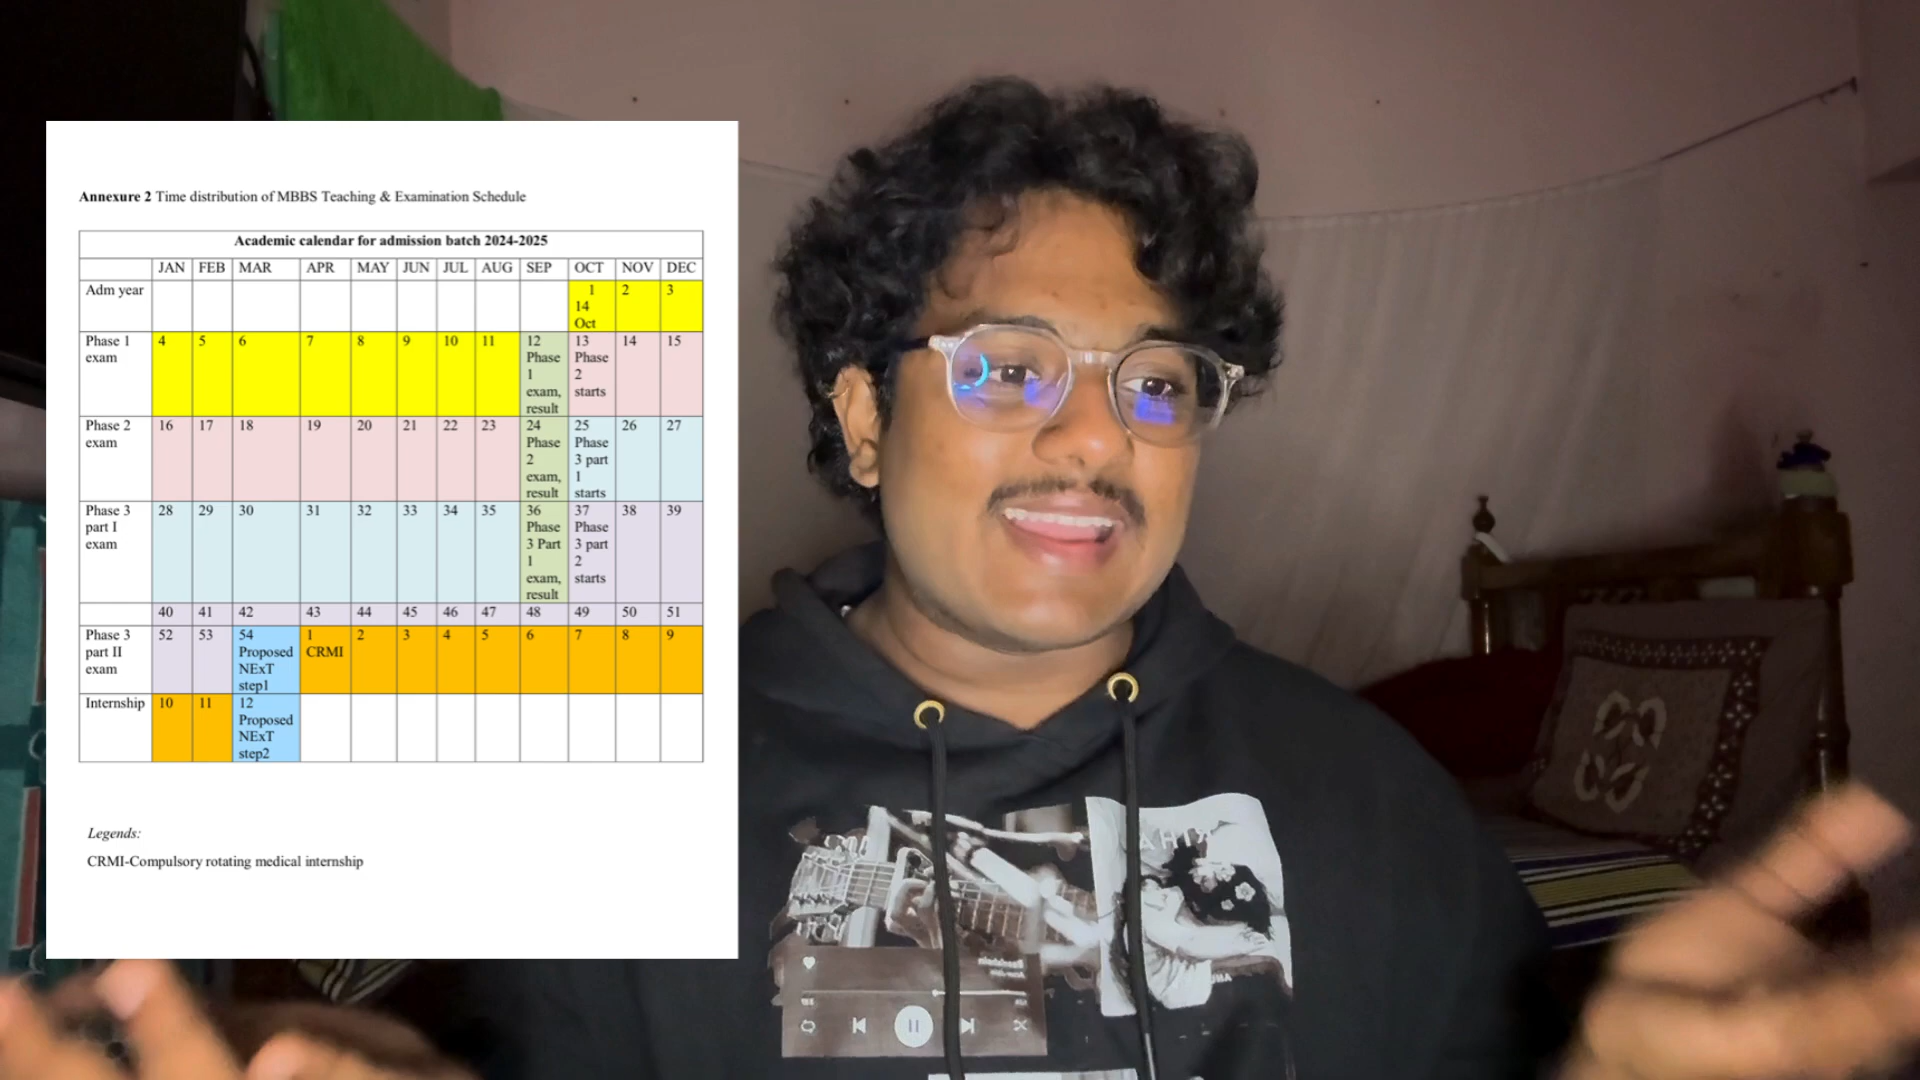 Annexure 2 Time distribution of MBBS Teaching & Examination Schedule
Academic calendar for admission batch 2024-2025
JAN FEB MAR APR MAY JUN JUL AUG SEP OCT NOV DEC
Adm year 1 14 Oct 2 3
Phase 1 exam 4 5 6 7 8 9 10 11 12 Phase 1 exam, result 13 Phase 2 starts 14 15
Phase 2 exam 16 17 18 19 20 21 22 23 24 Phase 2 exam, result 25 Phase 3 part 1 starts 26 27
Phase 3 part I exam 28 29 30 31 32 33 34 35 36 Phase 3 Part 1 exam, result 37 Phase 3 part 2 starts 38 39
40 41 42 43 44 45 46 47 48 49 50 51
Phase 3 part II exam 52 53 54 Proposed NExT step1 1 CRMI 2 3 4 5 6 7 8 9
Internship 10 11 12 Proposed NExT step2
Legends:
CRMI-Compulsory rotating medical internship